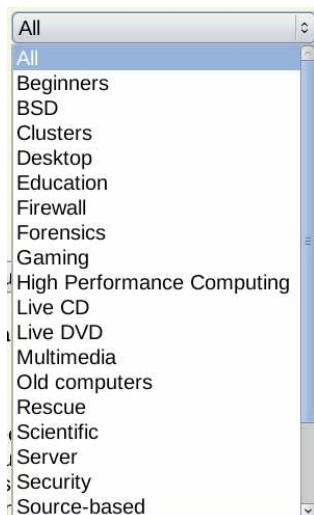 All
All
Beginners
BSD
Clusters
Desktop
Education
Firewall
Forensics
Gaming
High Performance Computing
Live CD
Live DVD
Multimedia
Old computers
Rescue
Scientific
Server
Security
Source-based